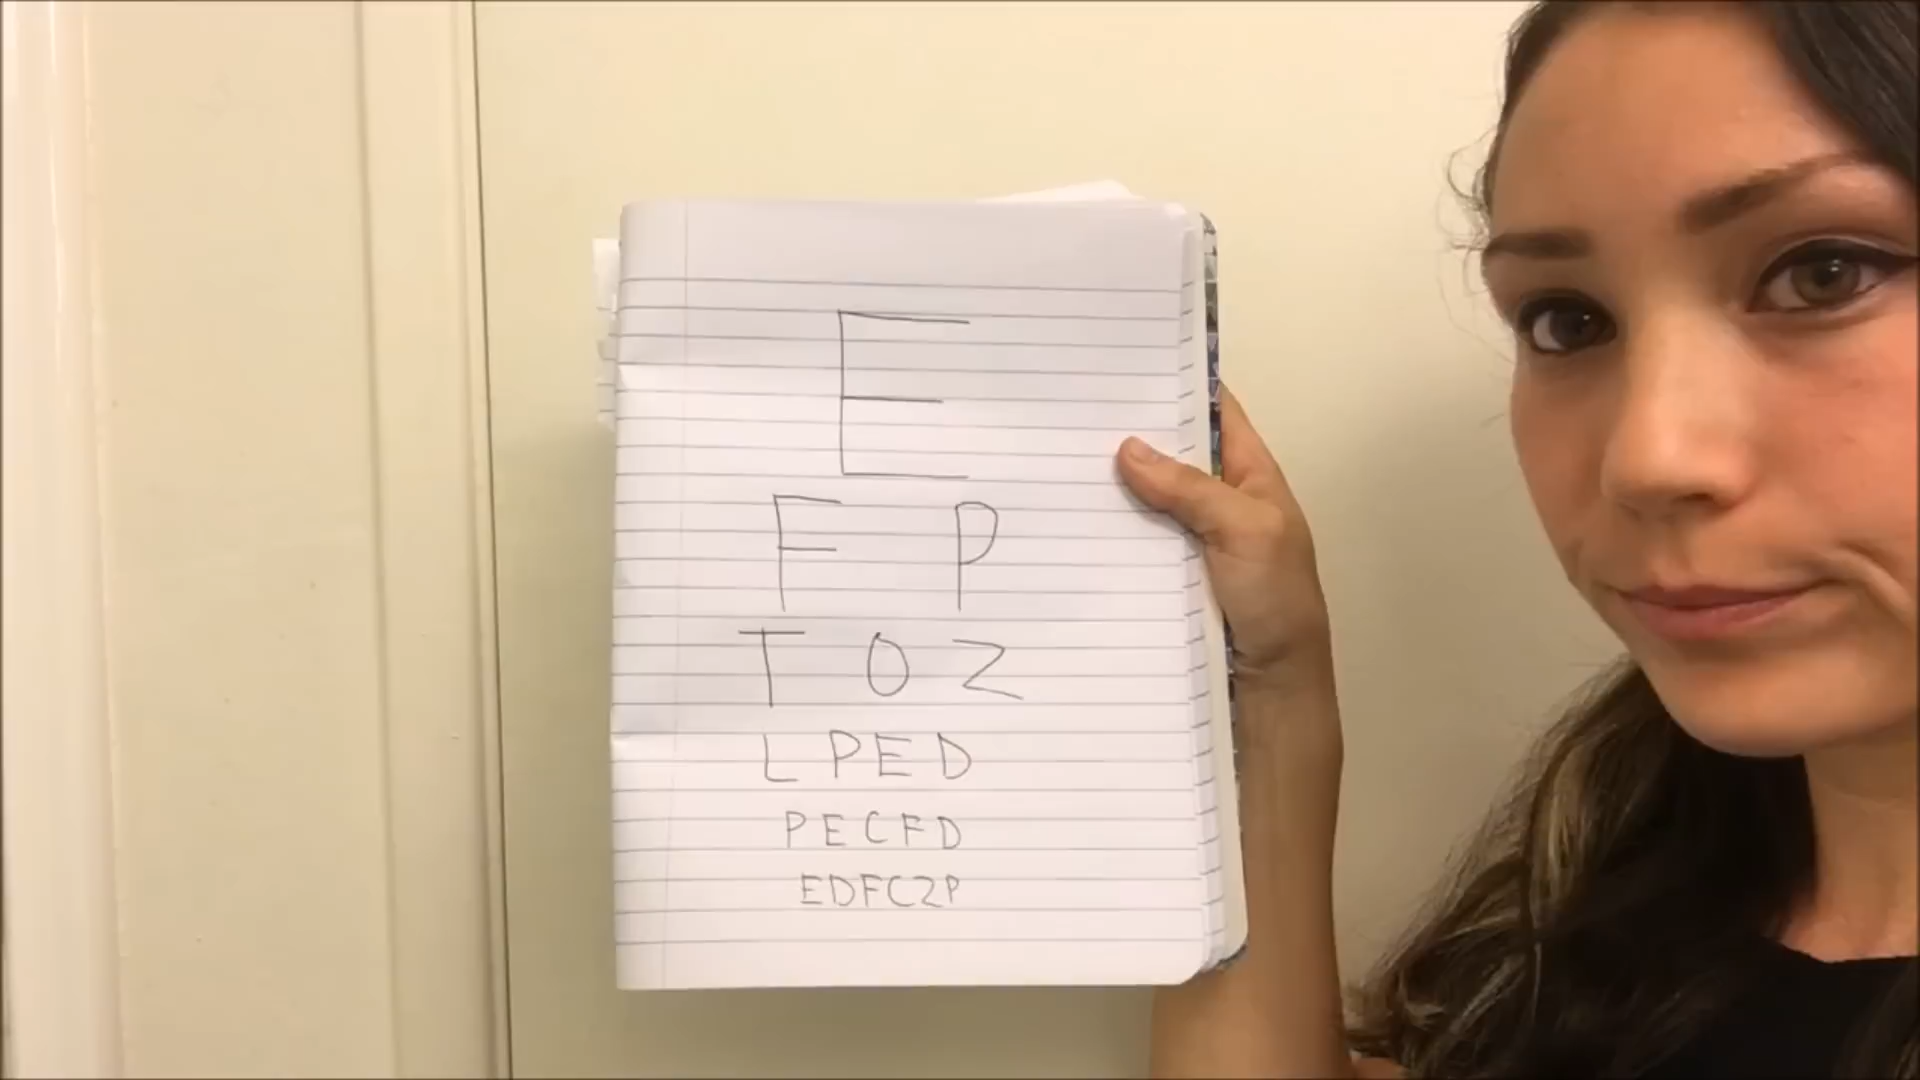 E
F P
T O Z
L P E D
P E C F D
E D F C Z P